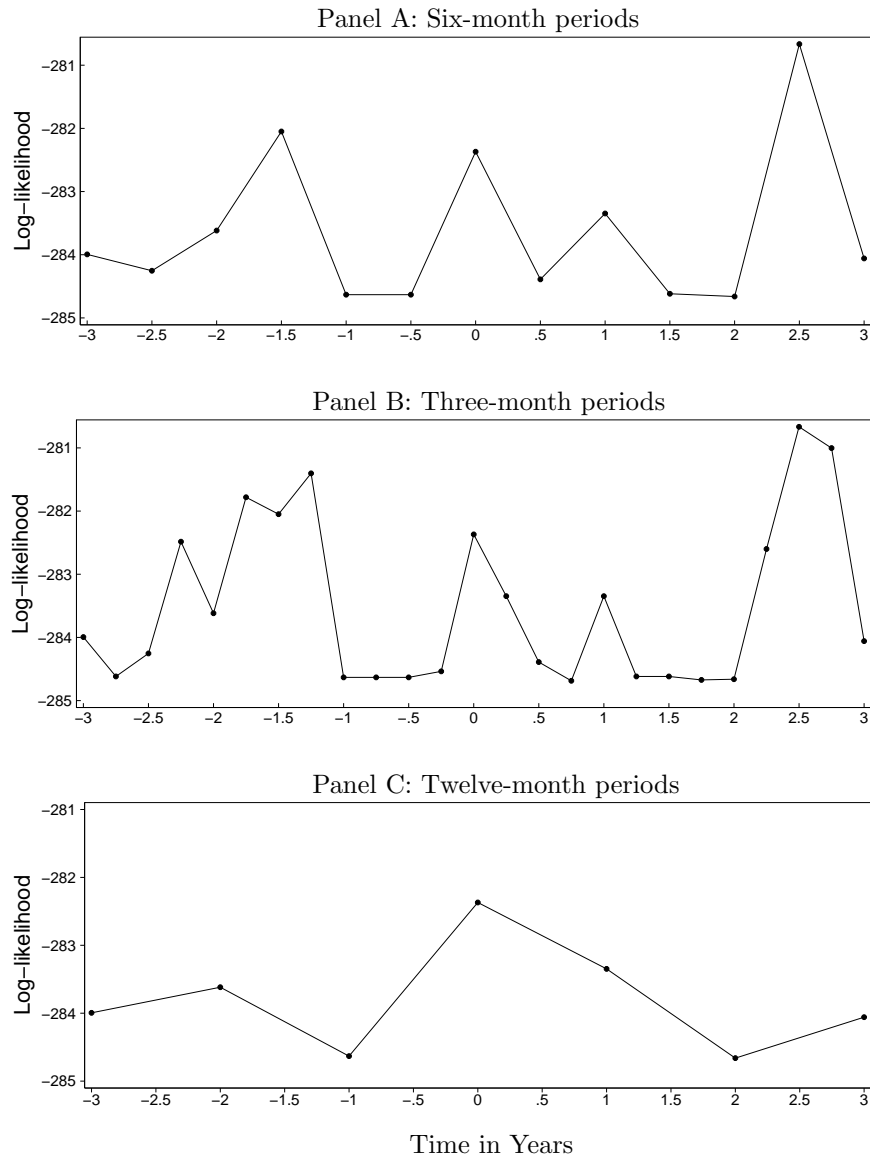 Panel A: Six-month periods
Log−likelihood
−281
−282
−283
−284
−285
−3 −2.5 −2 −1.5 −1 −.5 0 .5 1 1.5 2 2.5 3
Panel B: Three-month periods
Log−likelihood
−281
−282
−283
−284
−285
−3 −2.5 −2 −1.5 −1 −.5 0 .5 1 1.5 2 2.5 3
Panel C: Twelve-month periods
Log−likelihood
−281
−282
−283
−284
−285
−3 −2.5 −2 −1.5 −1 −.5 0 .5 1 1.5 2 2.5 3
Time in Years